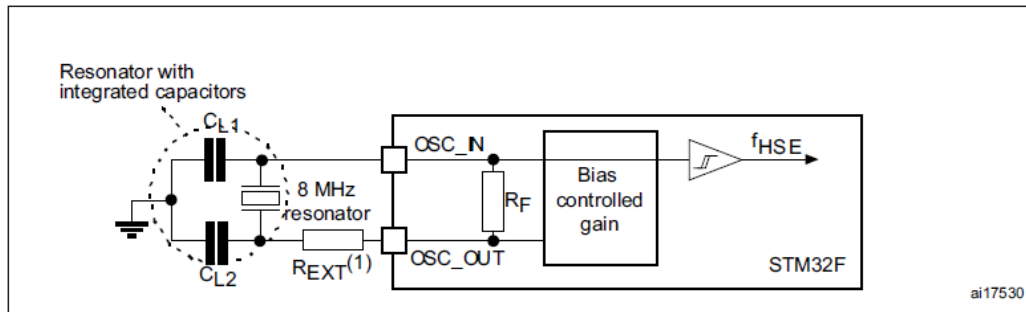 Resonator with
integrated capacitors
CL1
OSC_IN
fHSE
8 MHz
resonator
RF
Bias
controlled
gain
REXT(1)
OSC_OUT
STM32F
CL2
ai17530